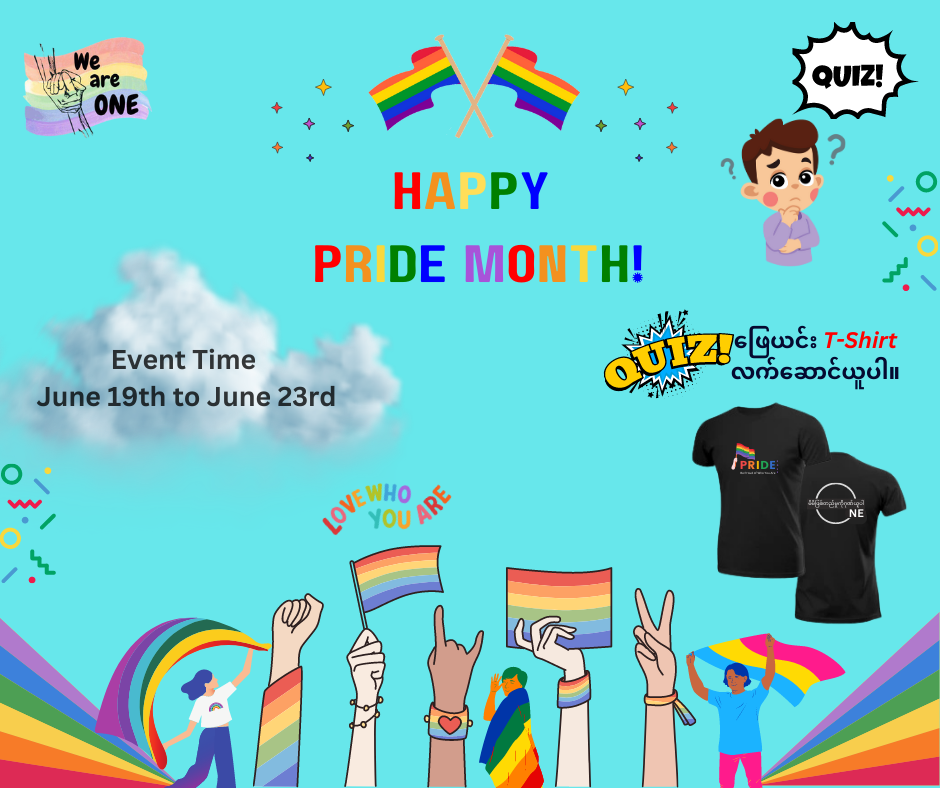 We
are
ONE
QUIZ!
HAPPY
PRIDE MONTH!
Event Time
June 19th to June 23rd
QUIZ! ဖြေယင်း T-Shirt
လက်ဆောင်ယူပါ။
PRIDE
NE
LOVE WHO
YOU ARE